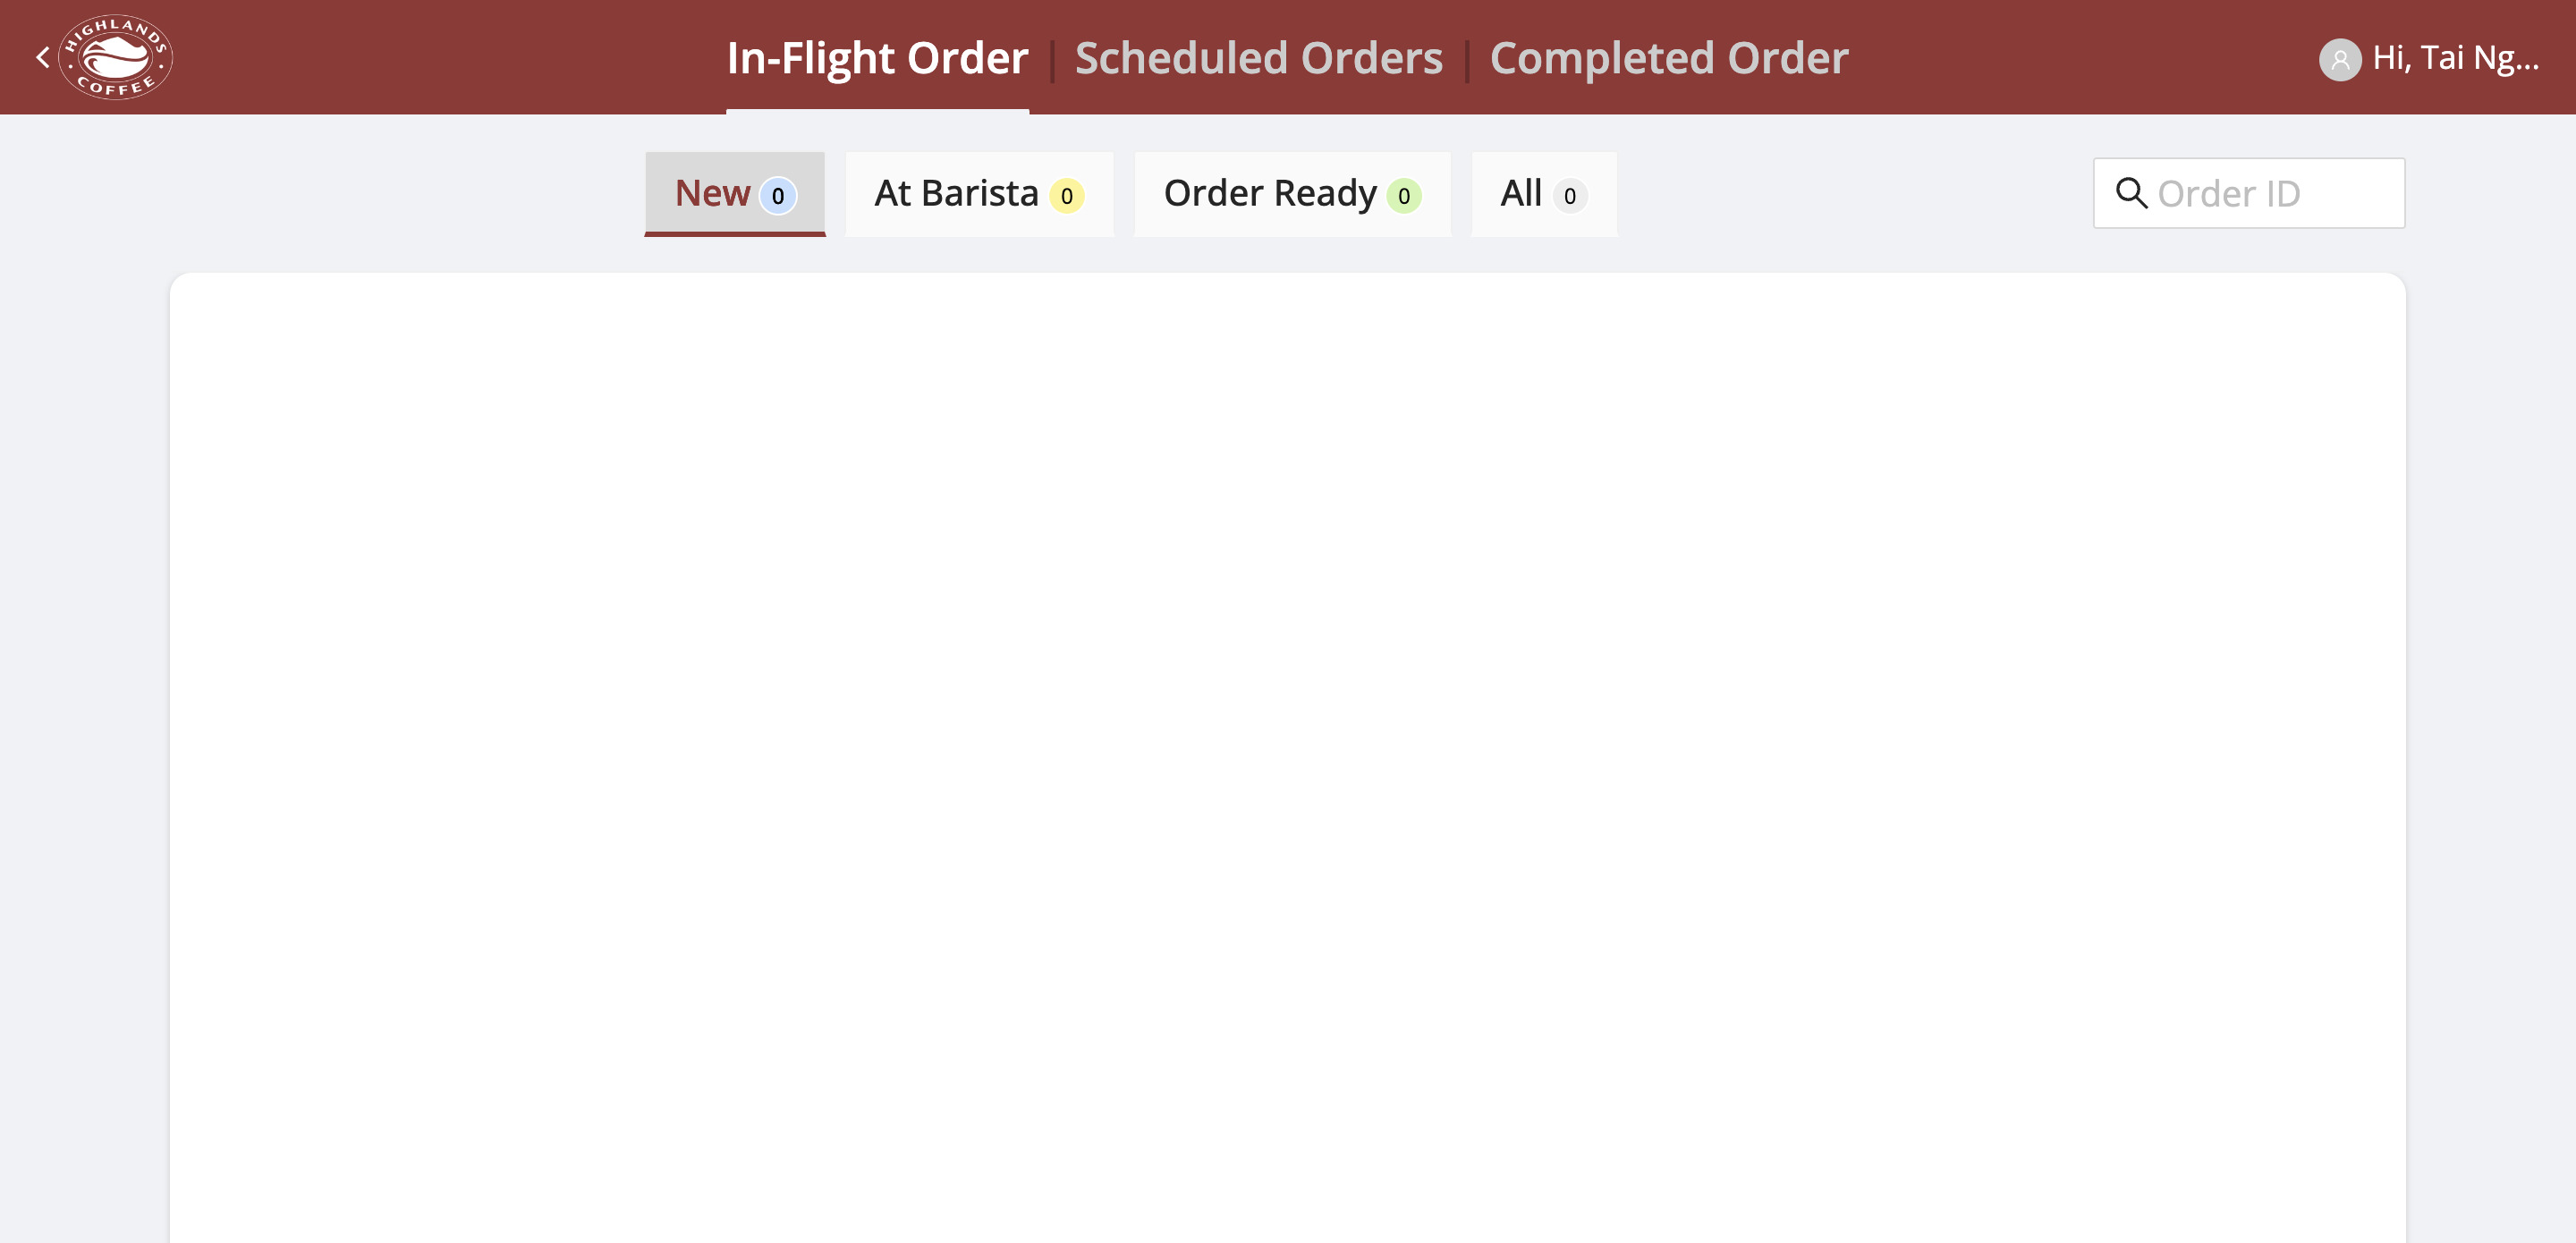 HIGHLANDS
COFFEE
In-Flight Order | Scheduled Orders | Completed Order
Hi, Tai Ng...
New 0
At Barista 0
Order Ready 0
All 0
Order ID